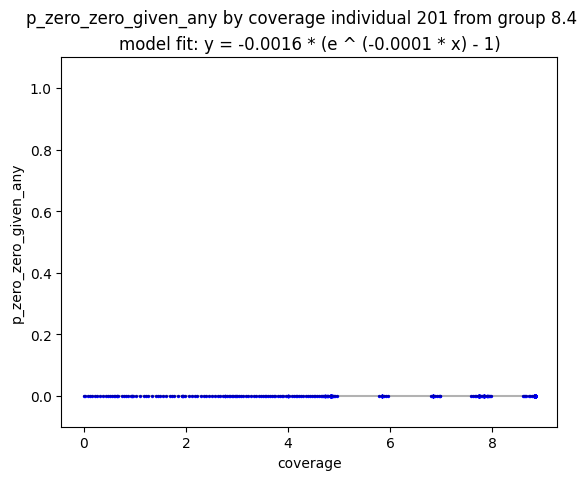 p_zero_zero_given_any by coverage individual 201 from group 8.4
model fit: y = -0.0016 * (e ^ (-0.0001 * x) - 1)
1.0
0.8
0.6
0.4
0.2
0.0
p_zero_zero_given_any
0 2 4 6 8
coverage